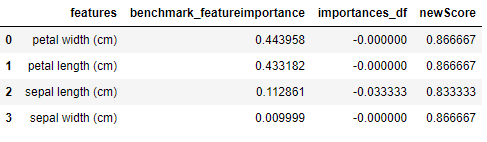 features benchmark_featureimportance importances_df newScore
0 petal width (cm) 0.443958 -0.000000 0.866667
1 petal length (cm) 0.433182 -0.000000 0.866667
2 sepal length (cm) 0.112861 -0.033333 0.833333
3 sepal width (cm) 0.009999 -0.000000 0.866667